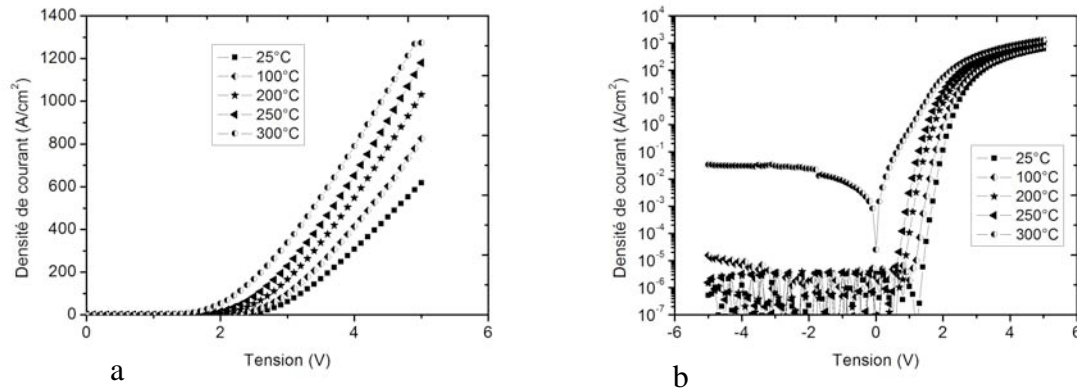 1400
1200
1000
800
600
400
200
0
Densité de courant (A/cm²)
25°C
100°C
200°C
250°C
300°C
0 2 4 6
Tension (V)
a
10⁴
10³
10²
10¹
10⁰
10⁻¹
10⁻²
10⁻³
10⁻⁴
10⁻⁵
10⁻⁶
10⁻⁷
Densité de courant (A/cm²)
25°C
100°C
200°C
250°C
300°C
-6 -4 -2 0 2 4 6
Tension (V)
b